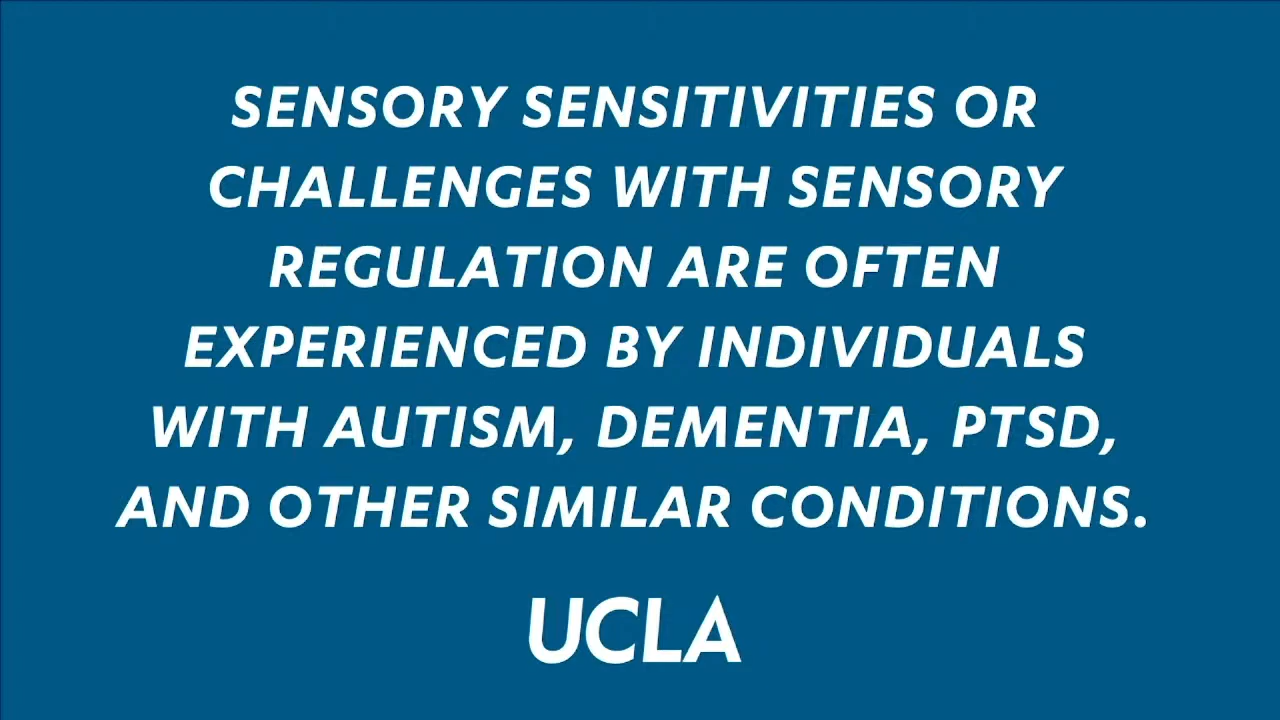 SENSORY SENSITIVITIES OR
CHALLENGES WITH SENSORY
REGULATION ARE OFTEN
EXPERIENCED BY INDIVIDUALS
WITH AUTISM, DEMENTIA, PTSD,
AND OTHER SIMILAR CONDITIONS.
UCLA